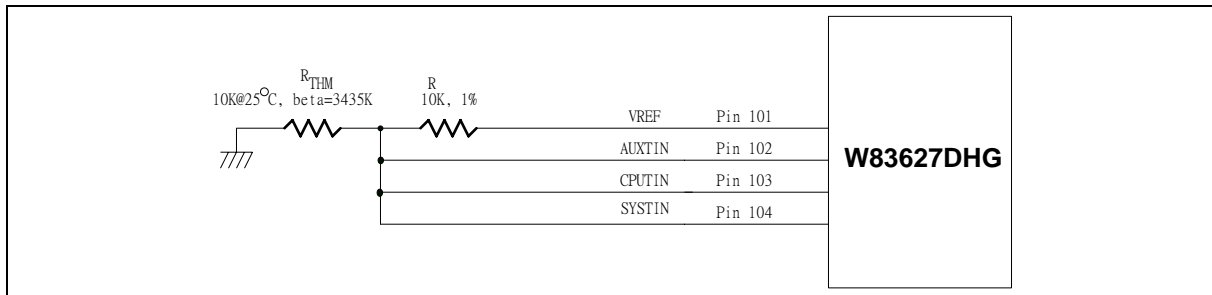 RTHM
10K@25°C, beta=3435K
R
10K, 1%
VREF Pin 101
AUXTIN Pin 102
CPUTIN Pin 103
SYSTIN Pin 104
W83627DHG